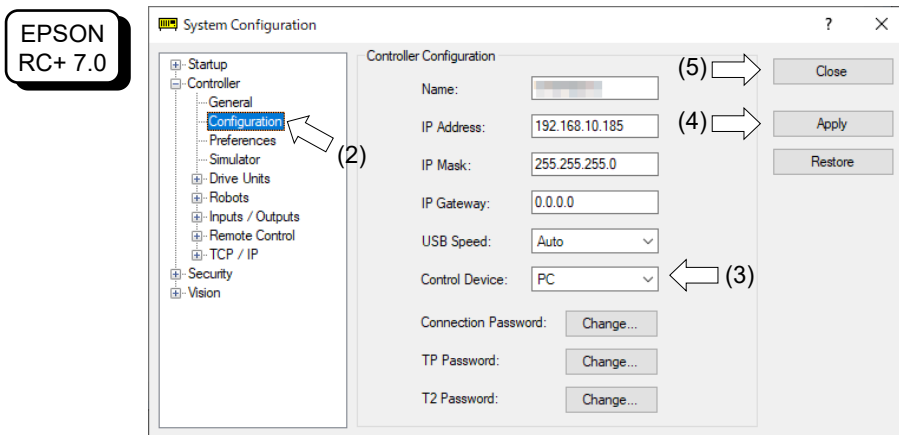 EPSON
RC+ 7.0
System Configuration
?
Startup
Controller
General
Configuration
Preferences
Simulator
Drive Units
Robots
Inputs / Outputs
Remote Control
TCP / IP
Security
Vision
(2)
Controller Configuration
Name:
IP Address: 192.168.10.185
IP Mask: 255.255.255.0
IP Gateway: 0.0.0.0
USB Speed: Auto
Control Device: PC
(3)
Connection Password: Change...
TP Password: Change...
T2 Password: Change...
(5) Close
(4) Apply
Restore